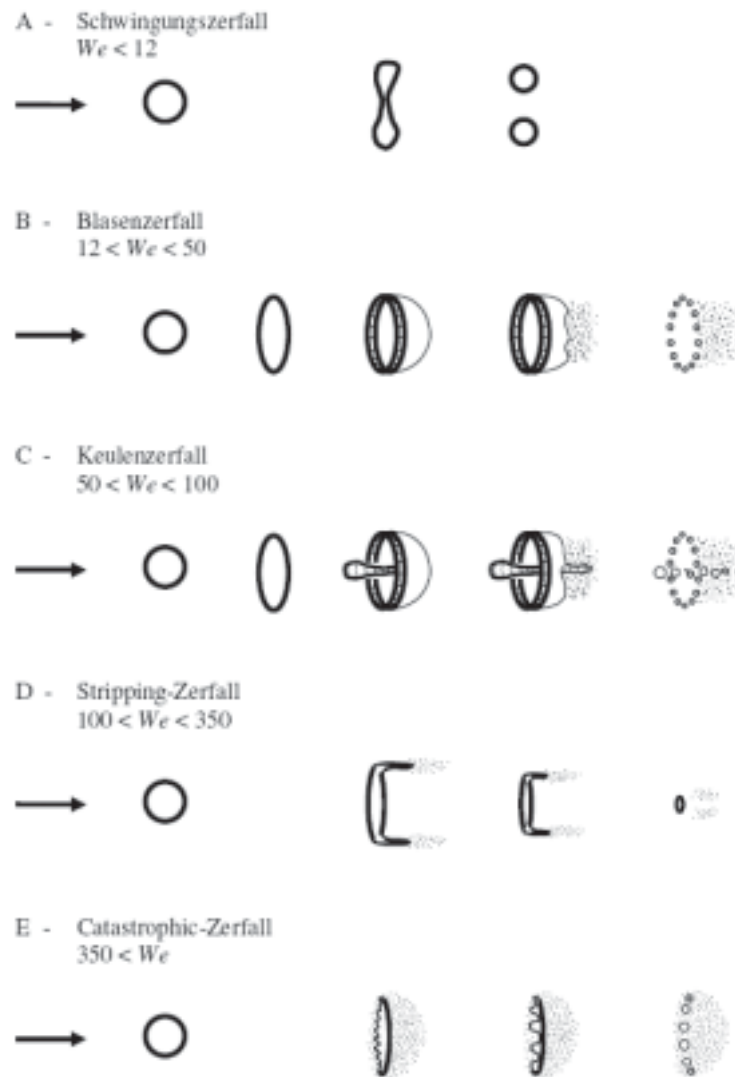 A - Schwingungszerfall
We < 12
B - Blasenzerfall
12 < We < 50
C - Keulenzerfall
50 < We < 100
D - Stripping-Zerfall
100 < We < 350
E - Catastrophic-Zerfall
350 < We